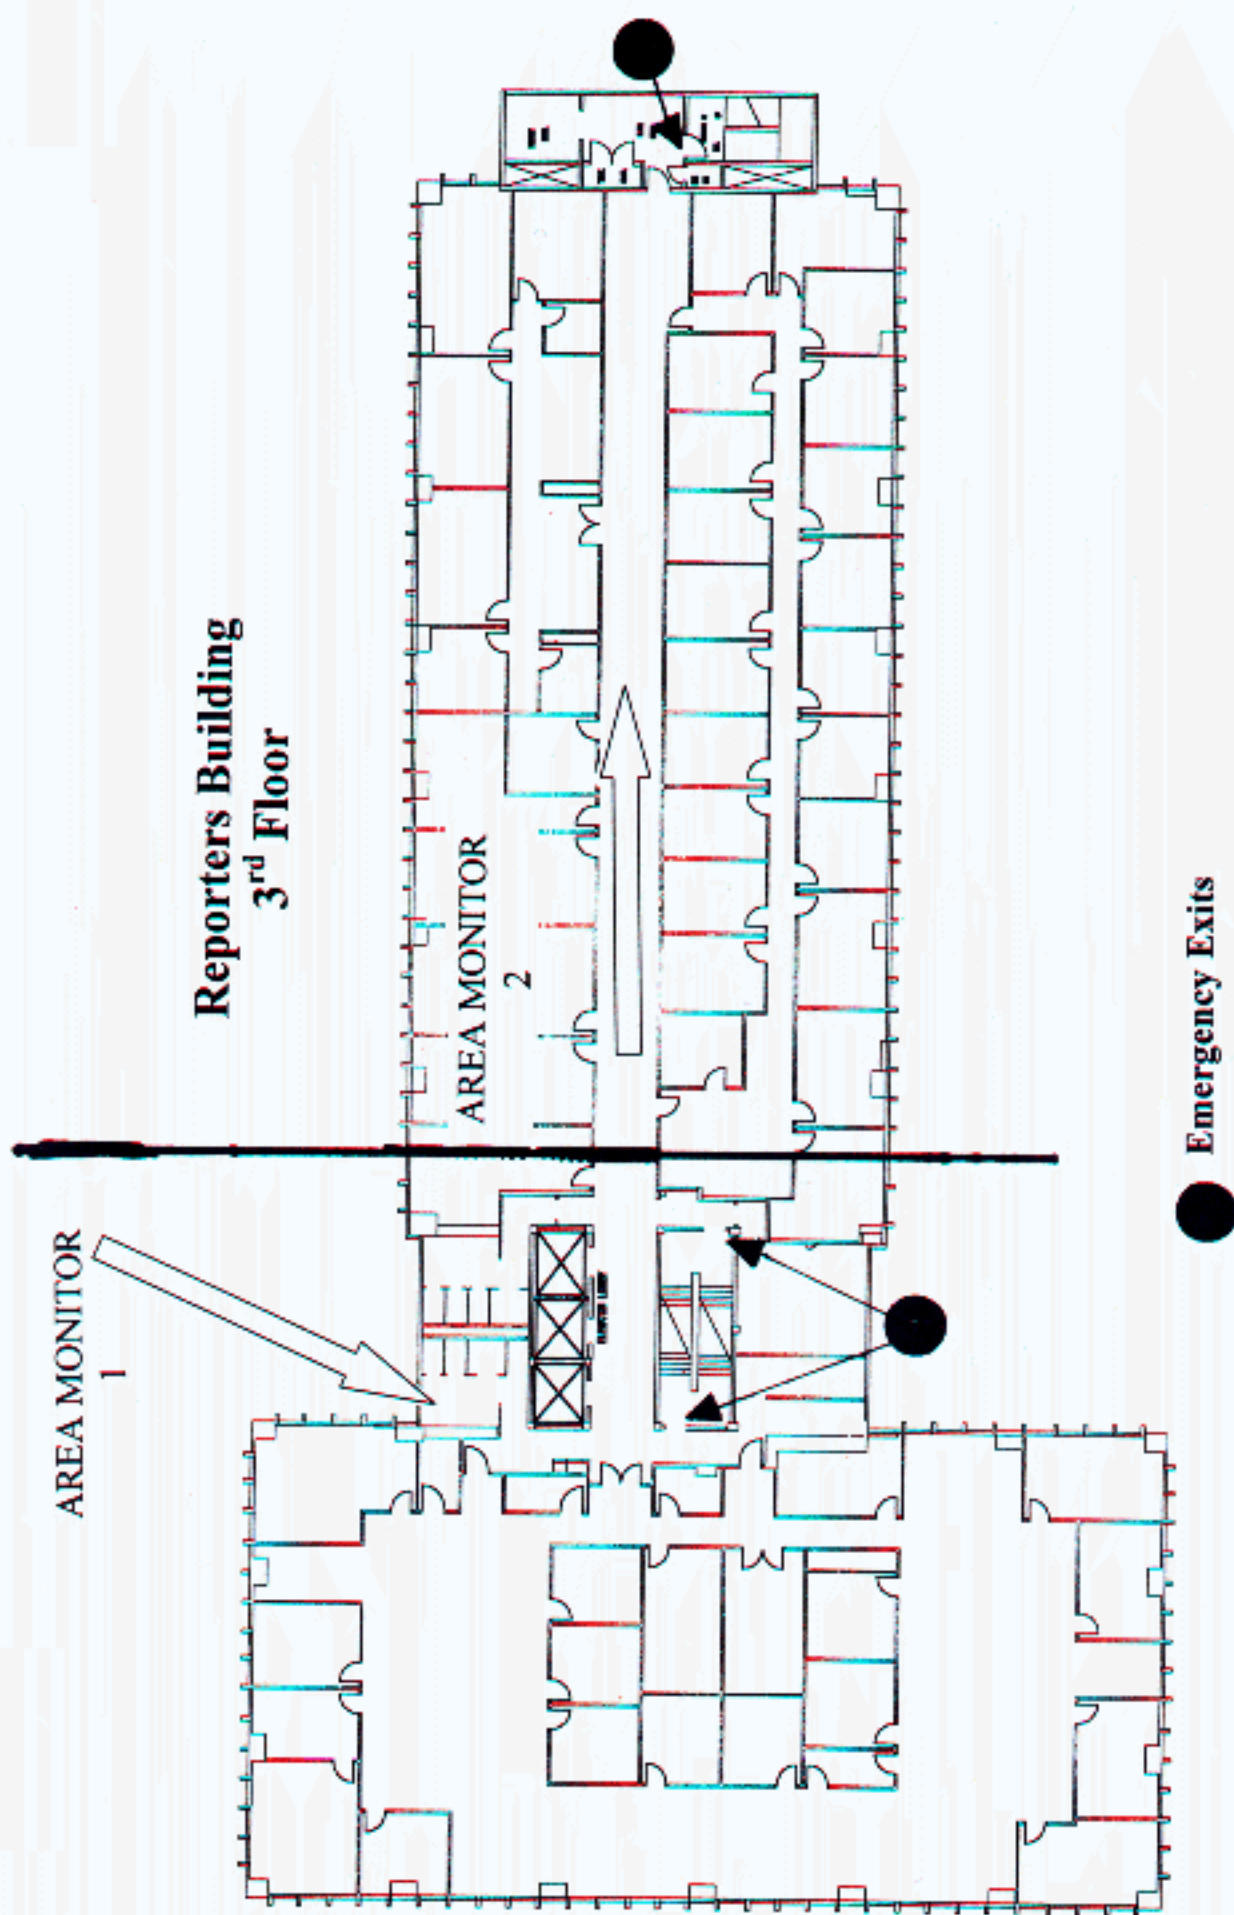 Reporters Building
3rd Floor
AREA MONITOR
1
AREA MONITOR
2
Emergency Exits